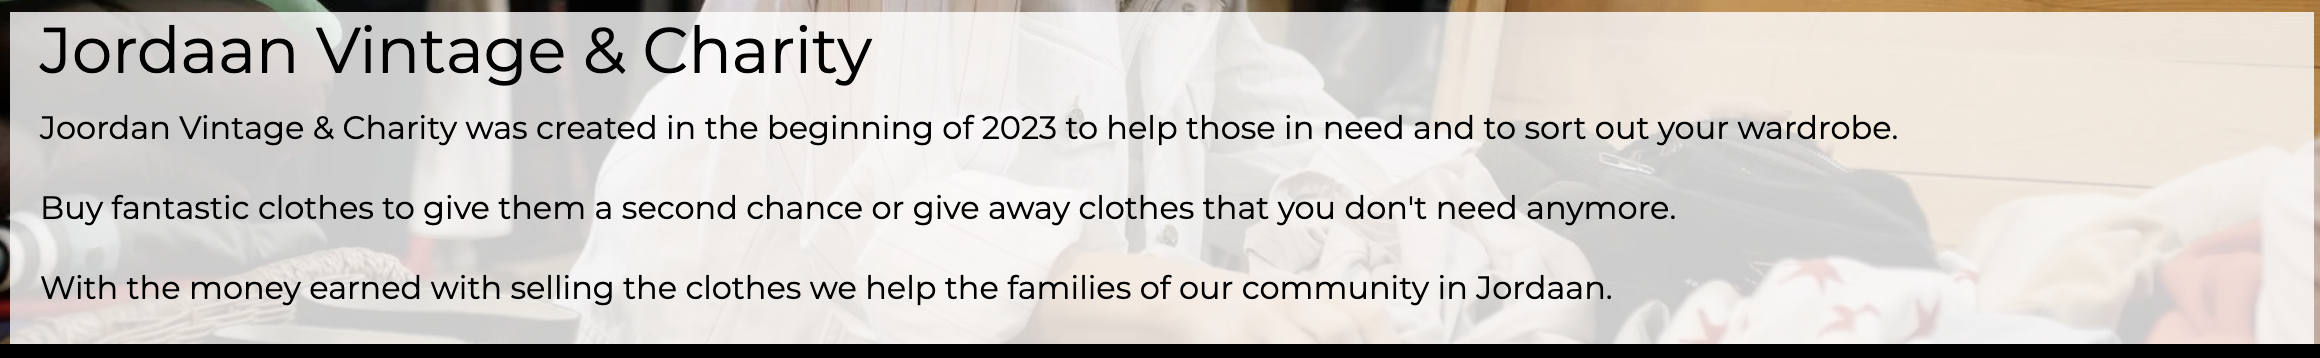 Jordaan Vintage & Charity
Joordan Vintage & Charity was created in the beginning of 2023 to help those in need and to sort out your wardrobe.
Buy fantastic clothes to give them a second chance or give away clothes that you don't need anymore.
With the money earned with selling the clothes we help the families of our community in Jordaan.